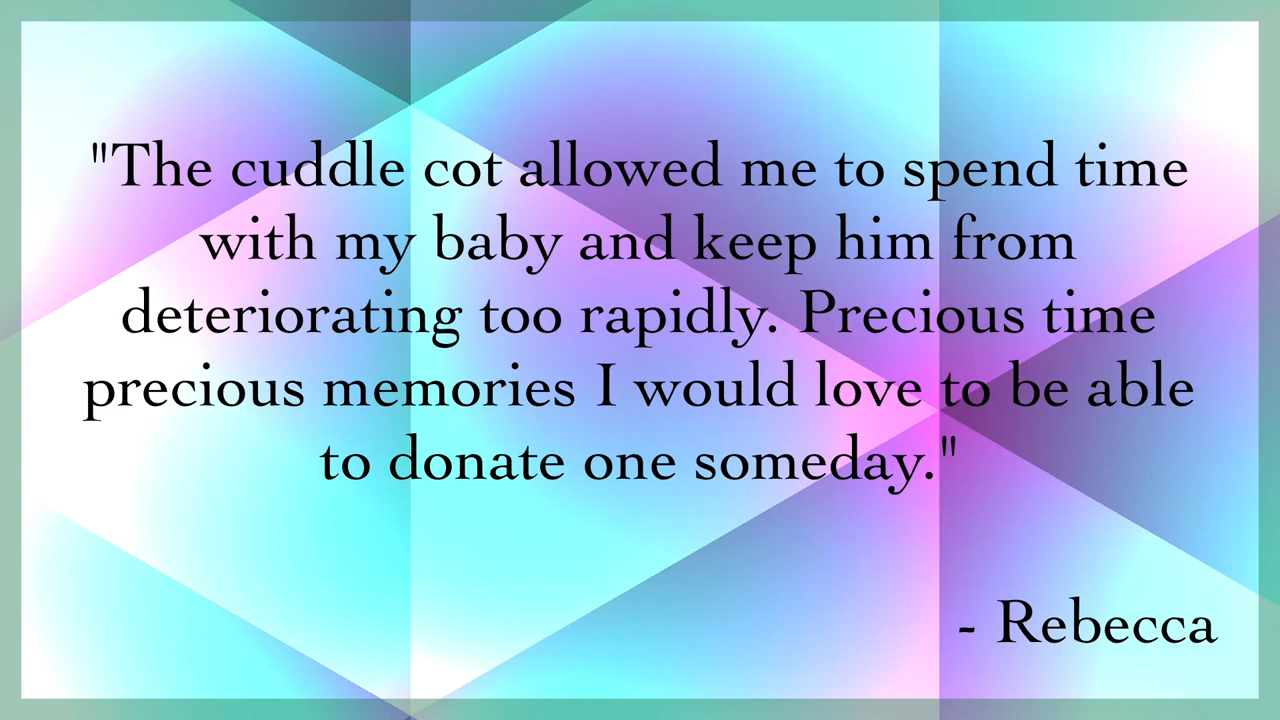 "The cuddle cot allowed me to spend time
with my baby and keep him from
deteriorating too rapidly. Precious time
precious memories I would love to be able
to donate one someday."
- Rebecca